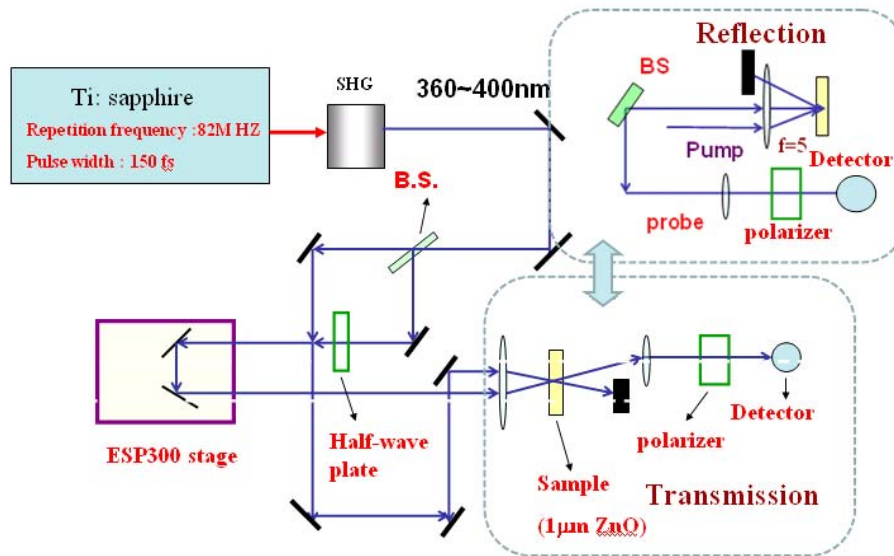 Ti: sapphire
Repetition frequency :82M HZ
Pulse width : 150 fs
SHG
360~400nm
Reflection
BS
Pump
f=5
Detector
probe
polarizer
B.S.
ESP300 stage
Half-wave
plate
Sample
(1μm ZnO)
polarizer
Detector
Transmission